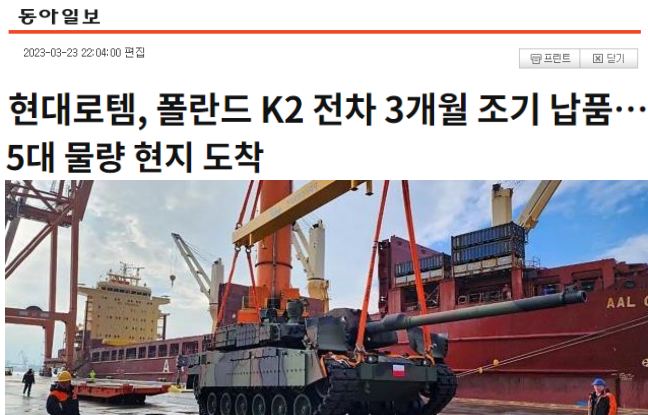 동아일보
2023-03-23 22:04:00 편집
프린트 닫기
현대로템, 폴란드 K2 전차 3개월 조기 납품…
5대 물량 현지 도착
A
AAL